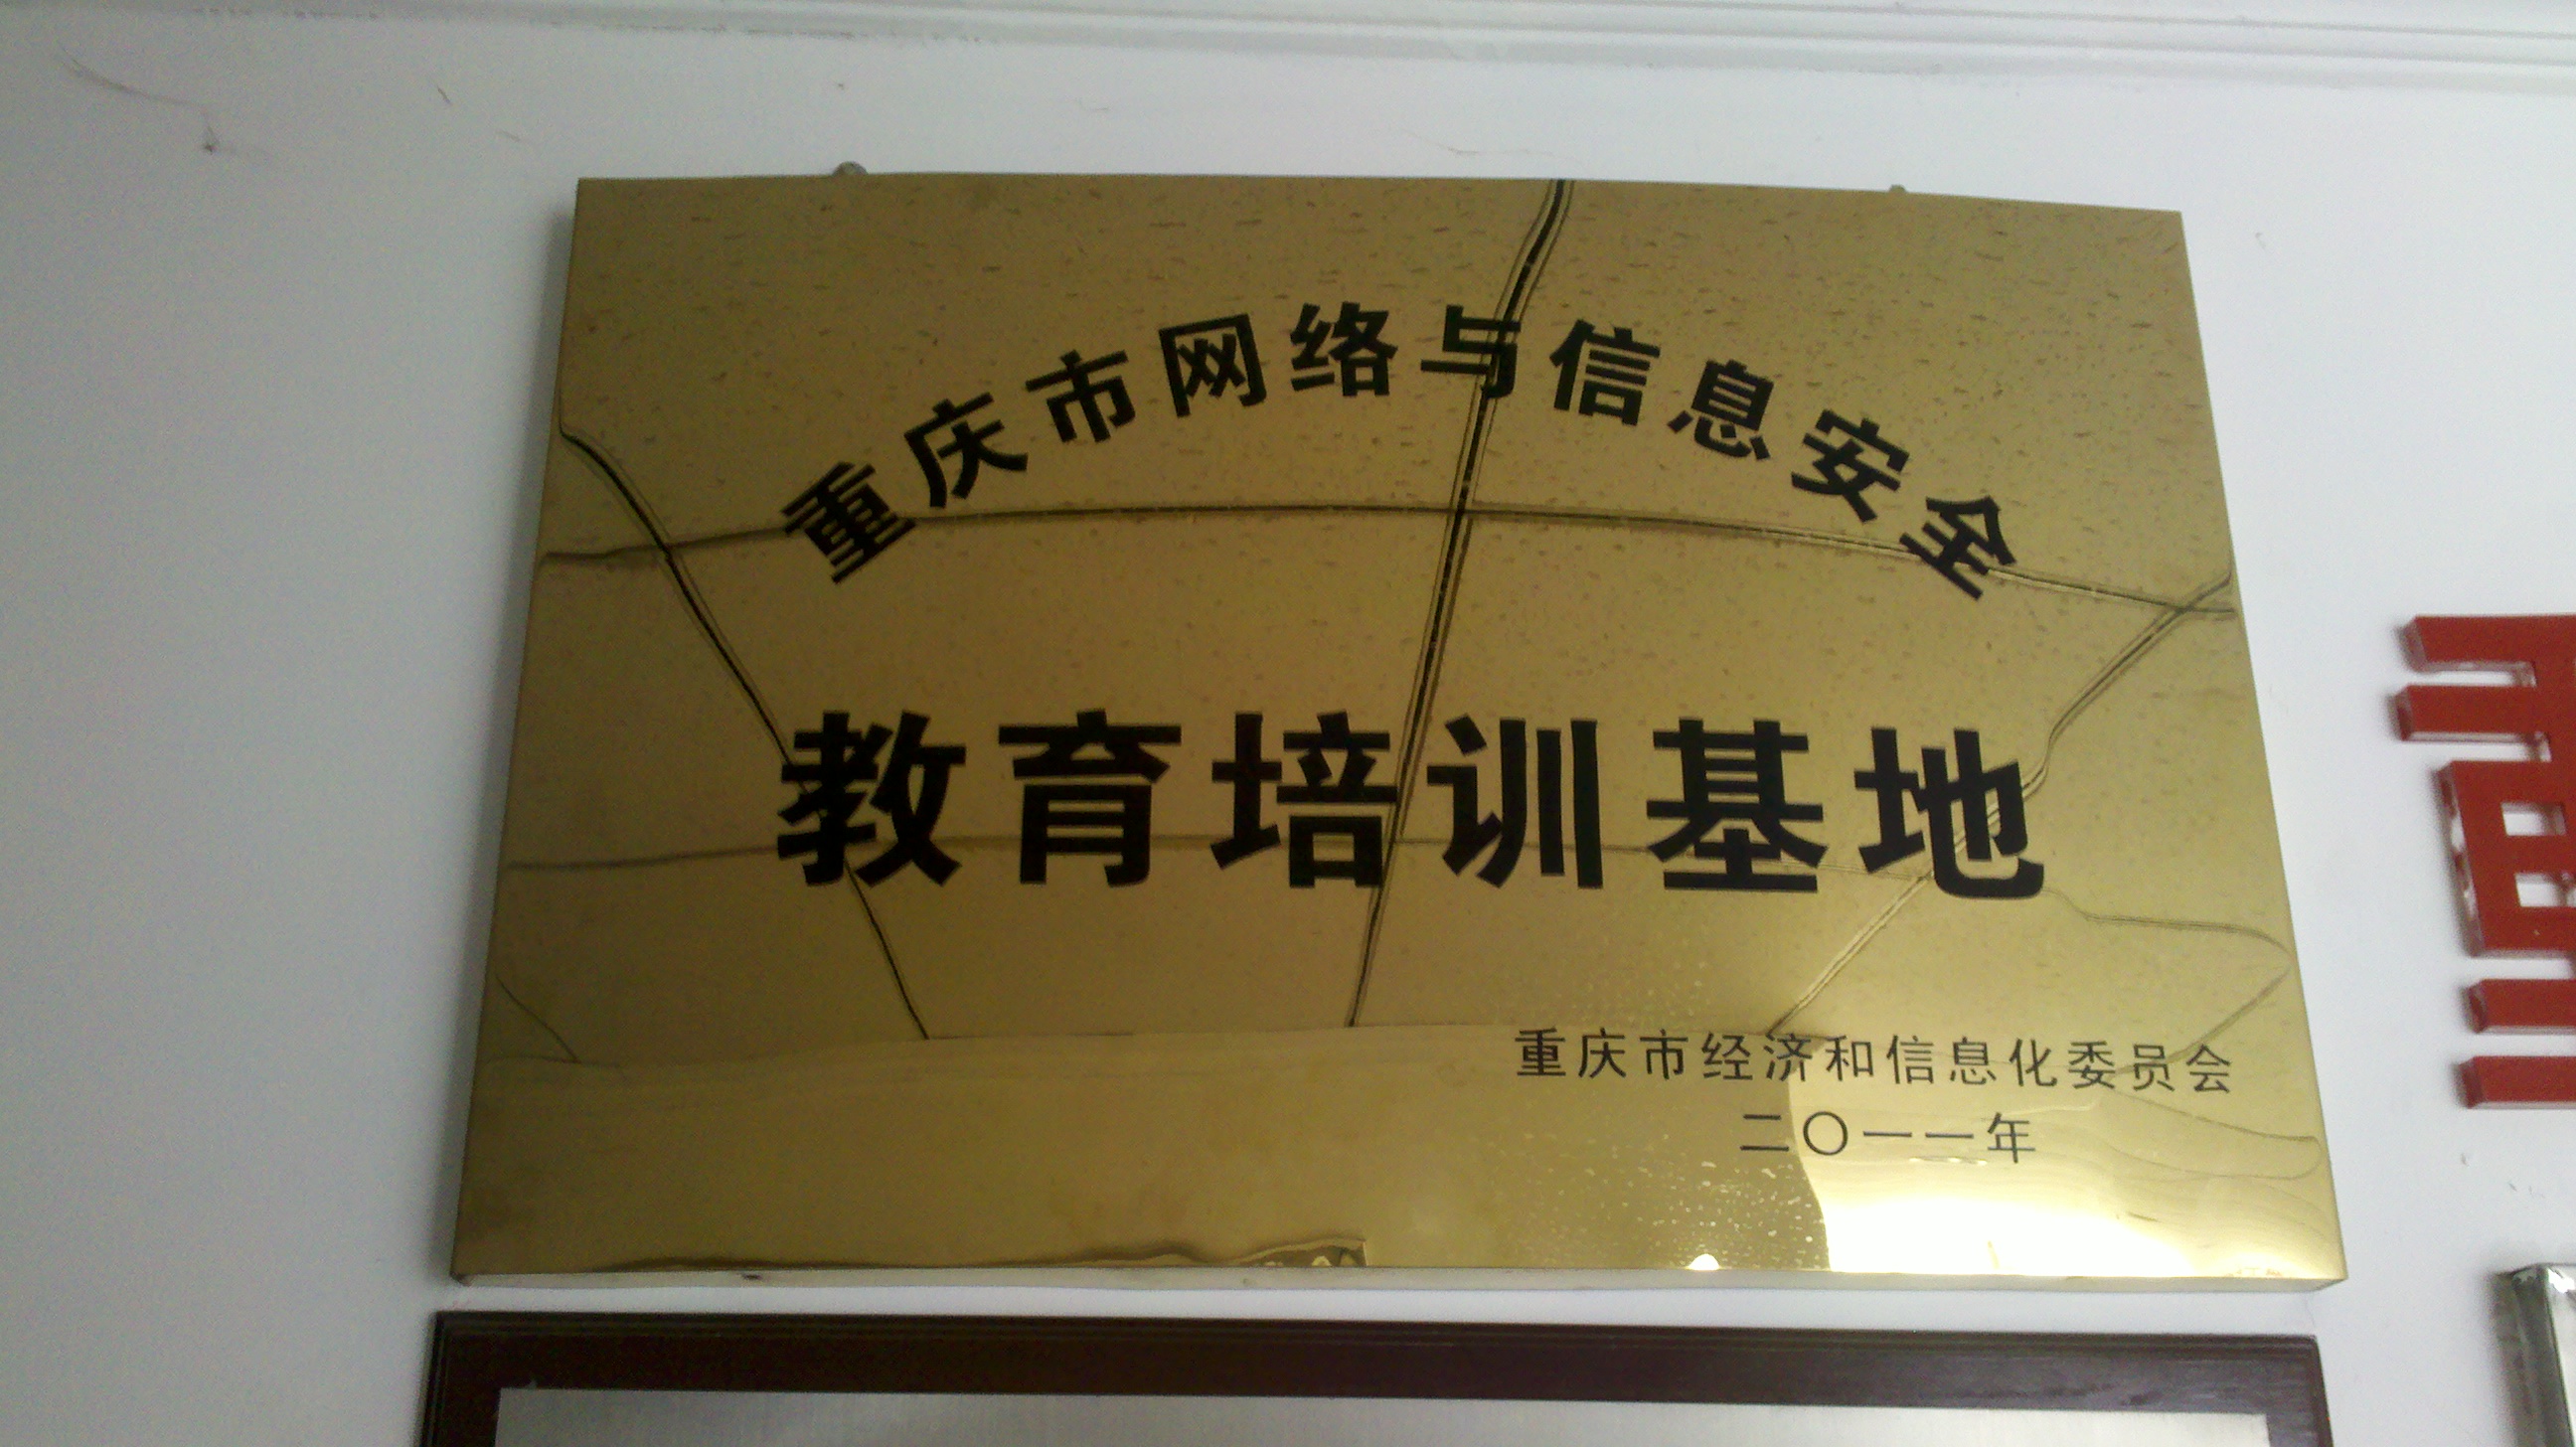 重庆市网络与信息安全
教育培训基地
重庆市经济和信息化委员会
二〇一一年